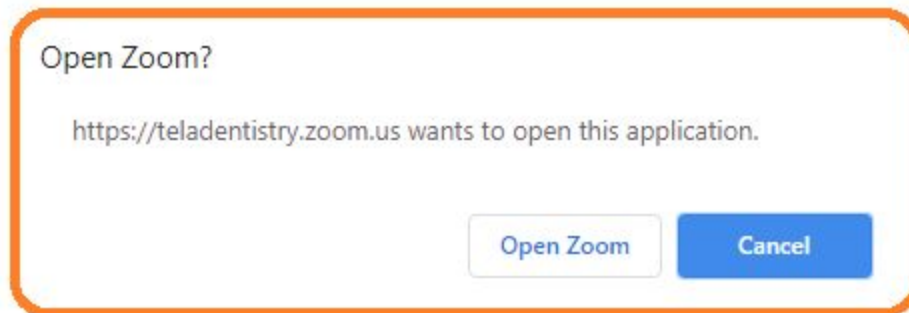 Open Zoom?
https://teladentistry.zoom.us wants to open this application.
Open Zoom Cancel